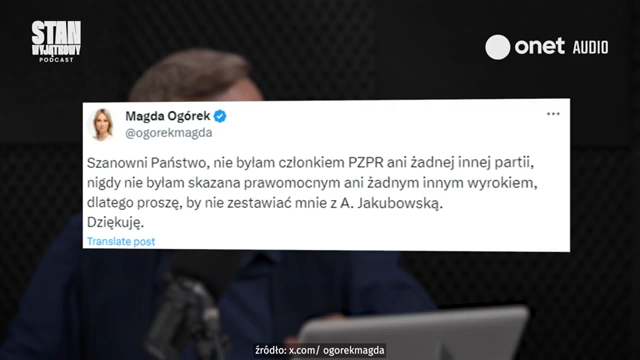 STAN
WYJĄTKOWY
PODCAST
onet AUDIO
Magda Ogórek
@ogorekmagda
Szanowni Państwo, nie byłam członkiem PZPR ani żadnej innej partii,
nigdy nie byłam skazana prawomocnym ani żadnym innym wyrokiem,
dlatego proszę, by nie zestawiać mnie z A. Jakubowską.
Dziękuję.
Translate post
źródło: x.com/ ogorekmagda